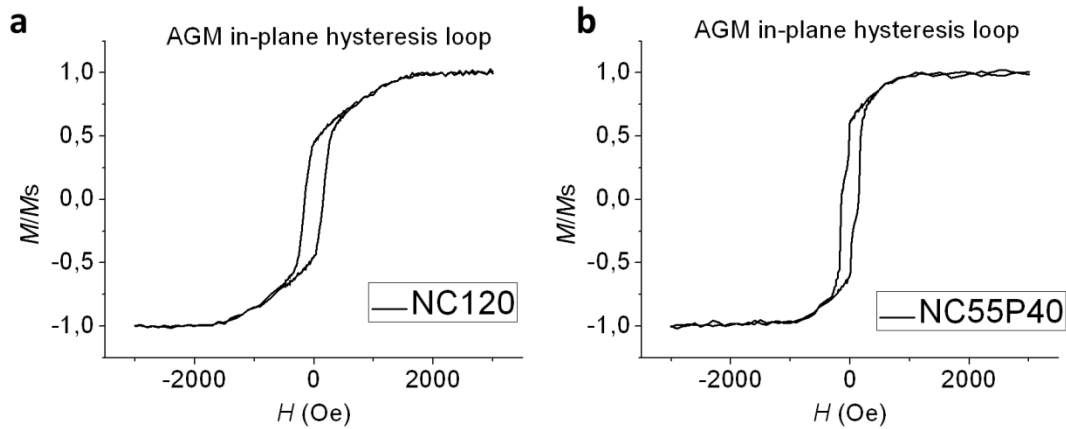 a
AGM in-plane hysteresis loop
1,0
0,5
0,0
-0,5
-1,0
M/Ms
NC120
-2000 0 2000
H (Oe)
b
AGM in-plane hysteresis loop
1,0
0,5
0,0
-0,5
-1,0
M/Ms
NC55P40
-2000 0 2000
H (Oe)